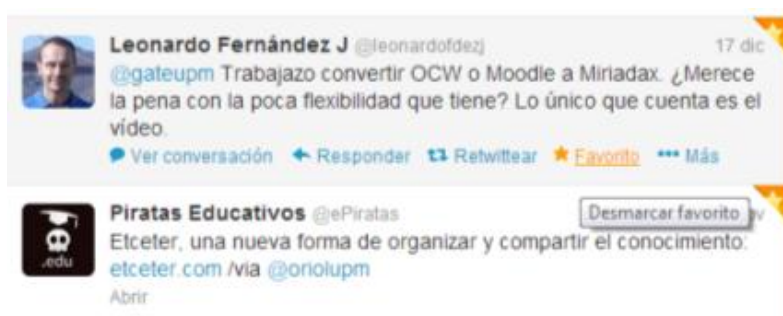 Leonardo Fernández J @leonardofdezj 17 dic
@gateupm Trabajazo convertir OCW o Moodle a Miriadax. ¿Merece
la pena con la poca flexibilidad que tiene? Lo único que cuenta es el
vídeo.
Ver conversación Responder Retwittear Favorito Más
Piratas Educativos @ePiratas Desmarcar favorito
Etceter, una nueva forma de organizar y compartir el conocimiento:
etceter.com /via @oriolupm
.edu
Abrir